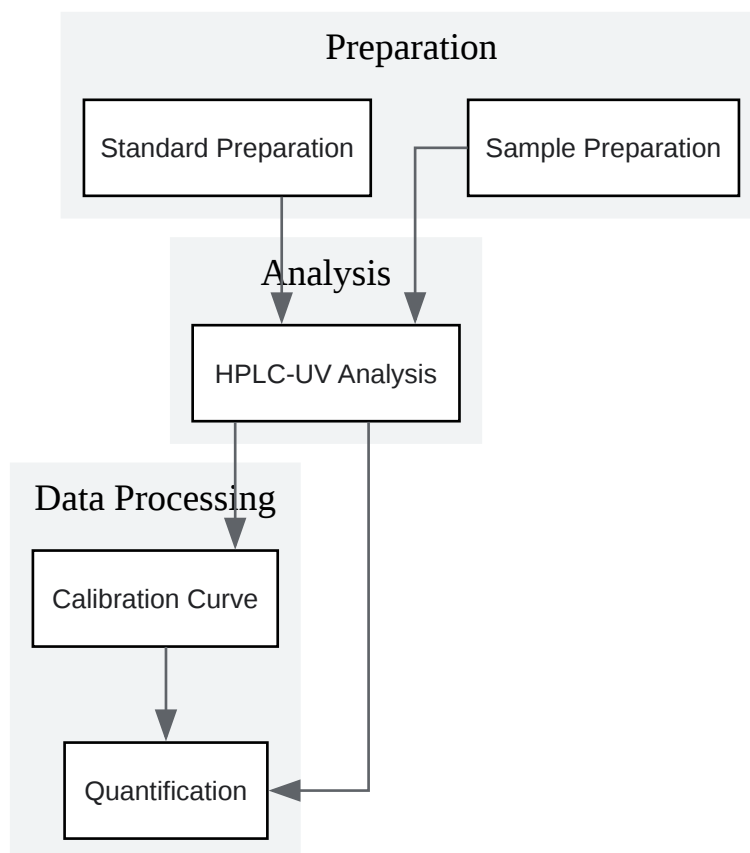 Preparation
Standard Preparation
Sample Preparation
Analysis
HPLC-UV Analysis
Data Processing
Calibration Curve
Quantification